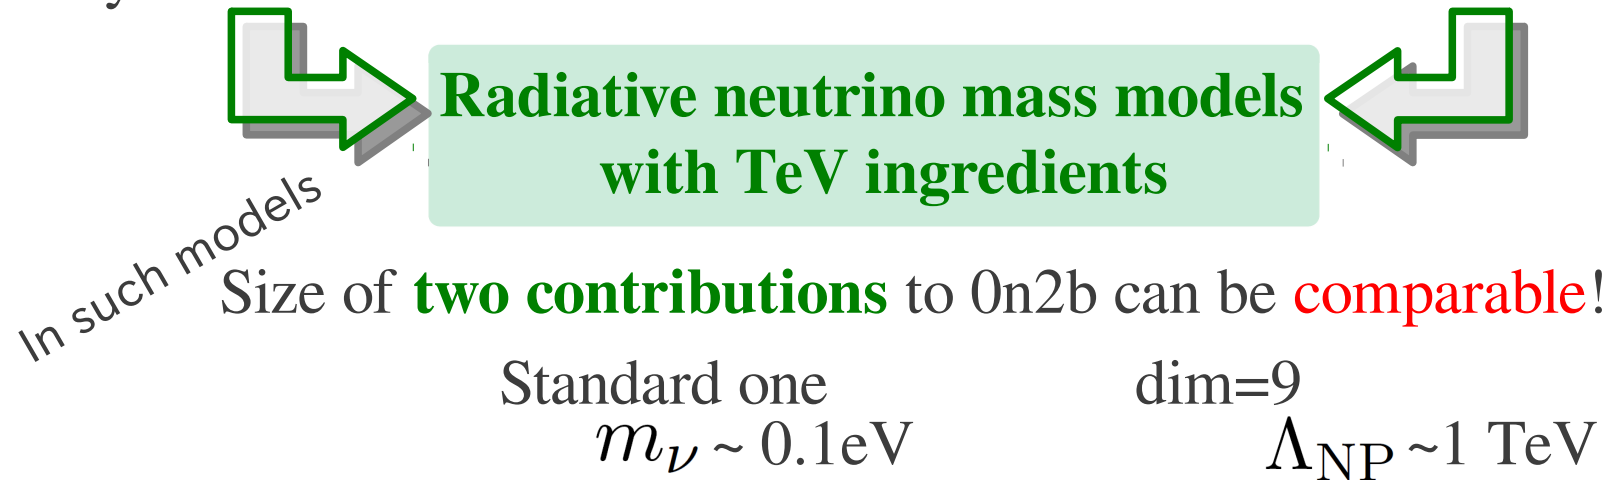 Radiative neutrino mass models
with TeV ingredients
In such models
Size of two contributions to 0n2b can be comparable!
Standard one dim=9
m_ν ~ 0.1eV Λ_NP ~1 TeV